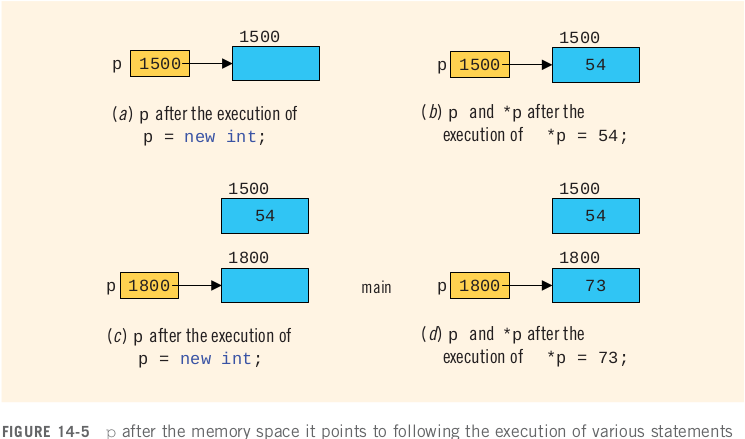 1500
p 1500
(a) p after the execution of
p = new int;
1500
p 1500 54
(b) p and *p after the
execution of *p = 54;
1500
54
1800
p 1800
(c) p after the execution of
p = new int;
main
1500
54
1800
p 1800 73
(d) p and *p after the
execution of *p = 73;
FIGURE 14-5 p after the memory space it points to following the execution of various statements